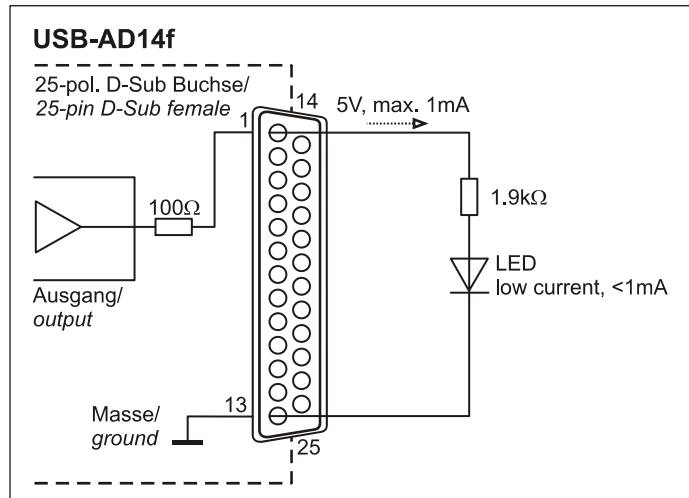 USB-AD14f
25-pol. D-Sub Buchse/
25-pin D-Sub female
14
1
5V, max. 1mA
100Ω
1.9kΩ
LED
low current, <1mA
Ausgang/
output
13
Masse/
ground
25